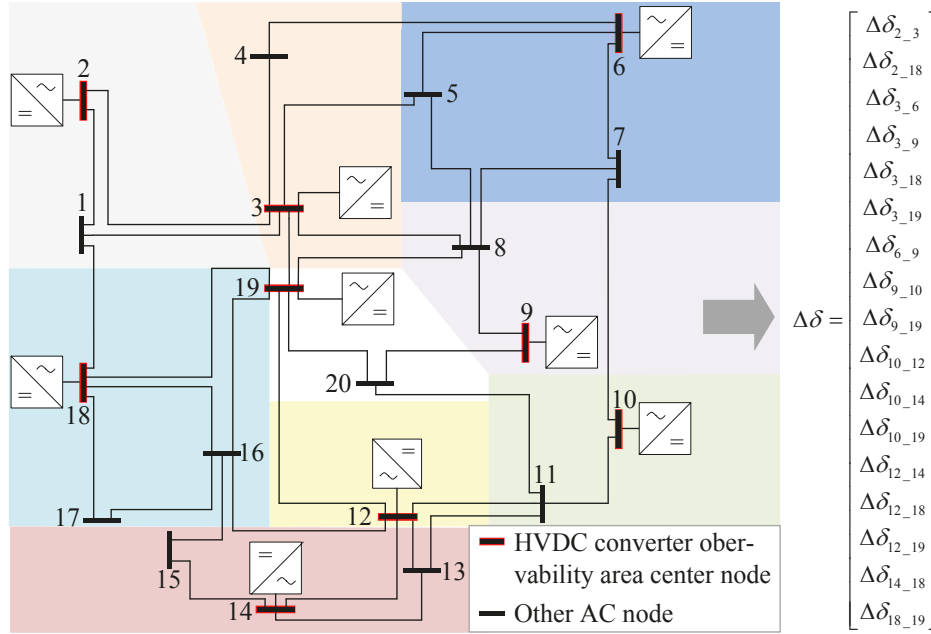 4
6
2
5
7
1
3
8
19
9
20
10
18
16
11
17
12
13
15
14
HVDC converter ober-
vability area center node
Other AC node
Δδ =
Δδ2_3
Δδ2_18
Δδ3_6
Δδ3_9
Δδ3_18
Δδ3_19
Δδ6_9
Δδ9_10
Δδ9_19
Δδ10_12
Δδ10_14
Δδ10_19
Δδ12_14
Δδ12_18
Δδ12_19
Δδ14_18
Δδ18_19